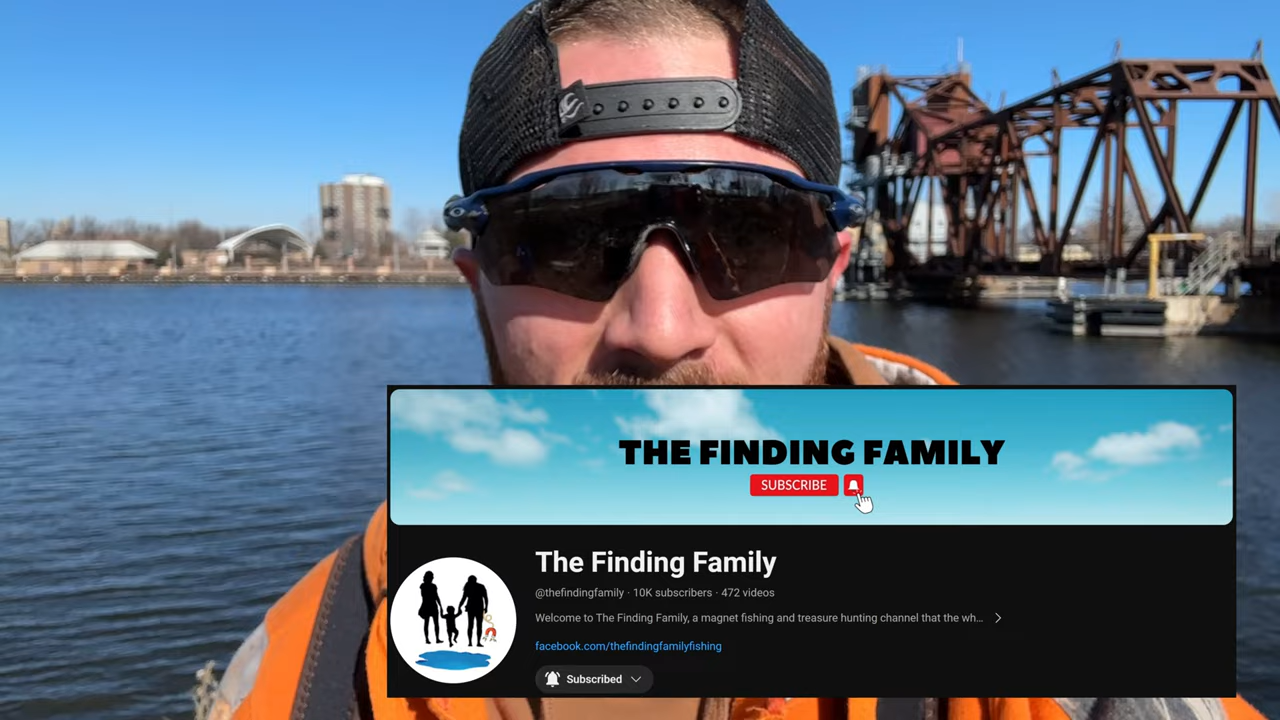 THE FINDING FAMILY
SUBSCRIBE
The Finding Family
@thefindingfamily · 10K subscribers · 472 videos
Welcome to The Finding Family, a magnet fishing and treasure hunting channel that the wh...
facebook.com/thefindingfamilyfishing
Subscribed